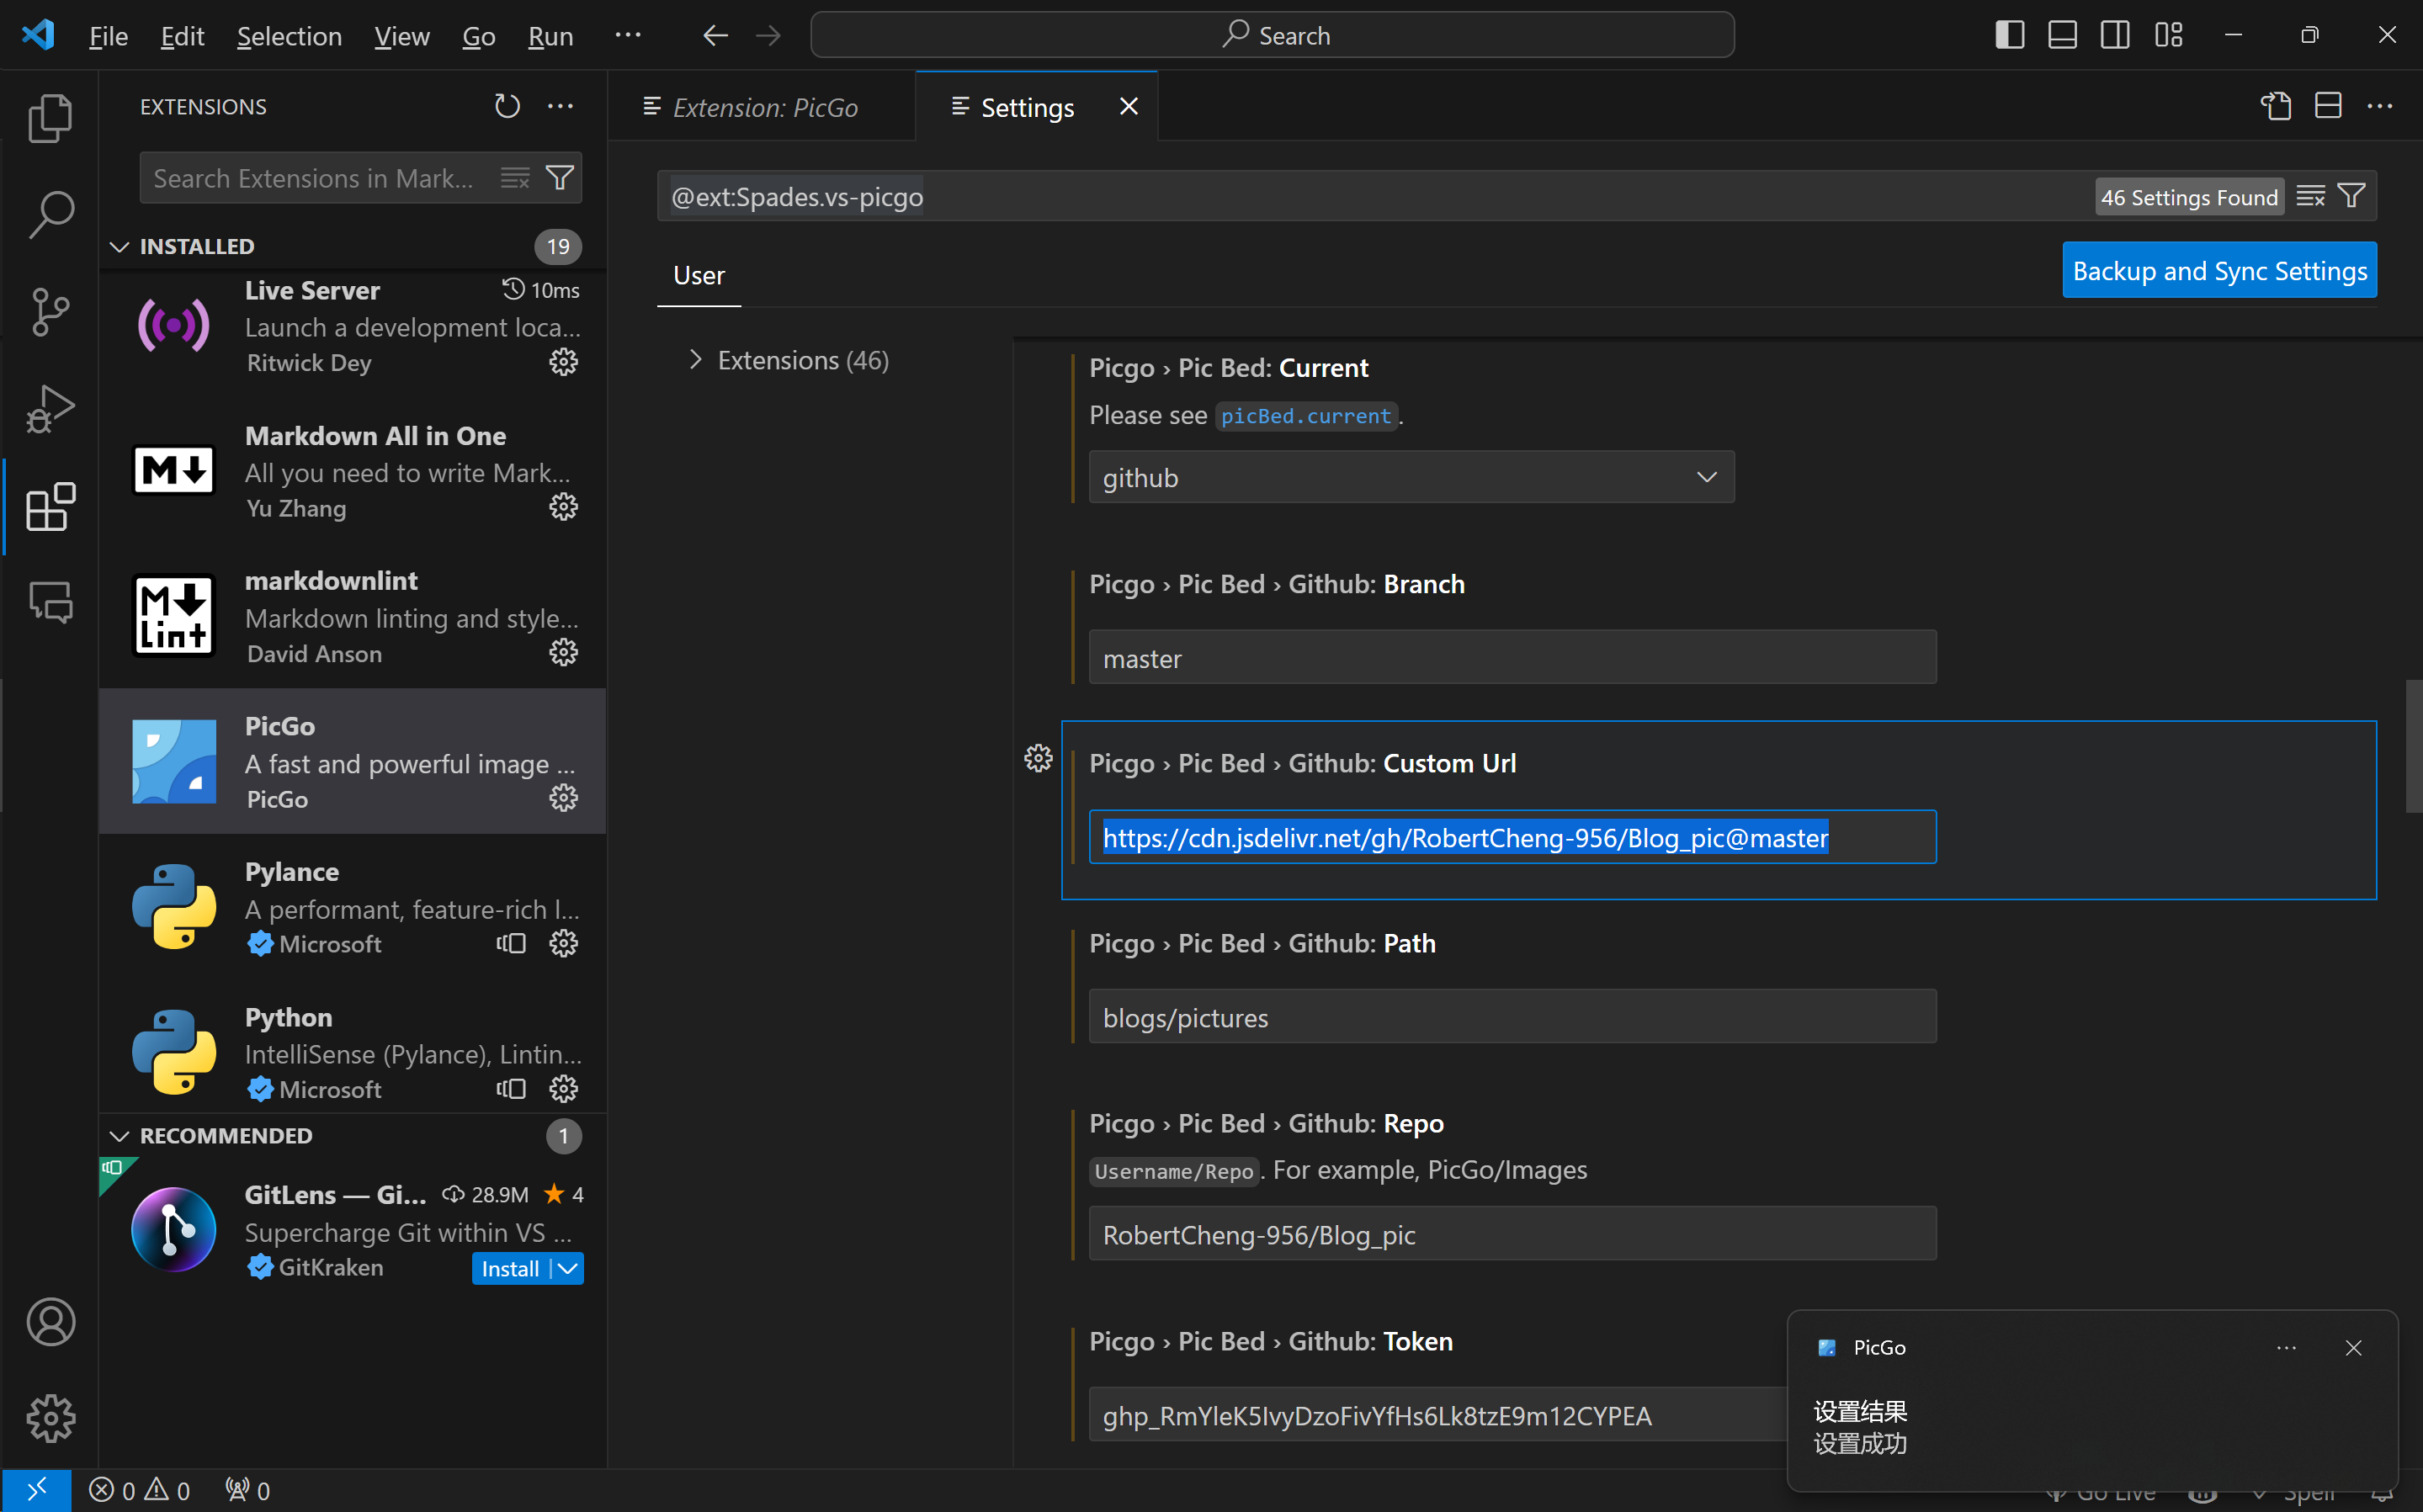 File Edit Selection View Go Run ···
Search
EXTENSIONS
Search Extensions in Mark...
INSTALLED 19
Live Server 10ms
Launch a development loca...
Ritwick Dey
Markdown All in One
All you need to write Mark...
Yu Zhang
markdownlint
Markdown linting and style...
David Anson
PicGo
A fast and powerful image ...
PicGo
Pylance
A performant, feature-rich l...
Microsoft
Python
IntelliSense (Pylance), Lintin...
Microsoft
RECOMMENDED 1
GitLens — Gi... 28.9M 4
Supercharge Git within VS ...
GitKraken Install
Extension: PicGo
Settings
@ext:Spades.vs-picgo
46 Settings Found
User
Backup and Sync Settings
Extensions (46)
Picgo › Pic Bed: Current
Please see picBed.current.
github
Picgo › Pic Bed › Github: Branch
master
Picgo › Pic Bed › Github: Custom Url
https://cdn.jsdelivr.net/gh/RobertCheng-956/Blog_pic@master
Picgo › Pic Bed › Github: Path
blogs/pictures
Picgo › Pic Bed › Github: Repo
Username/Repo. For example, PicGo/Images
RobertCheng-956/Blog_pic
Picgo › Pic Bed › Github: Token
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
PicGo
设置结果
设置成功
0 0 0
Go Live Spell